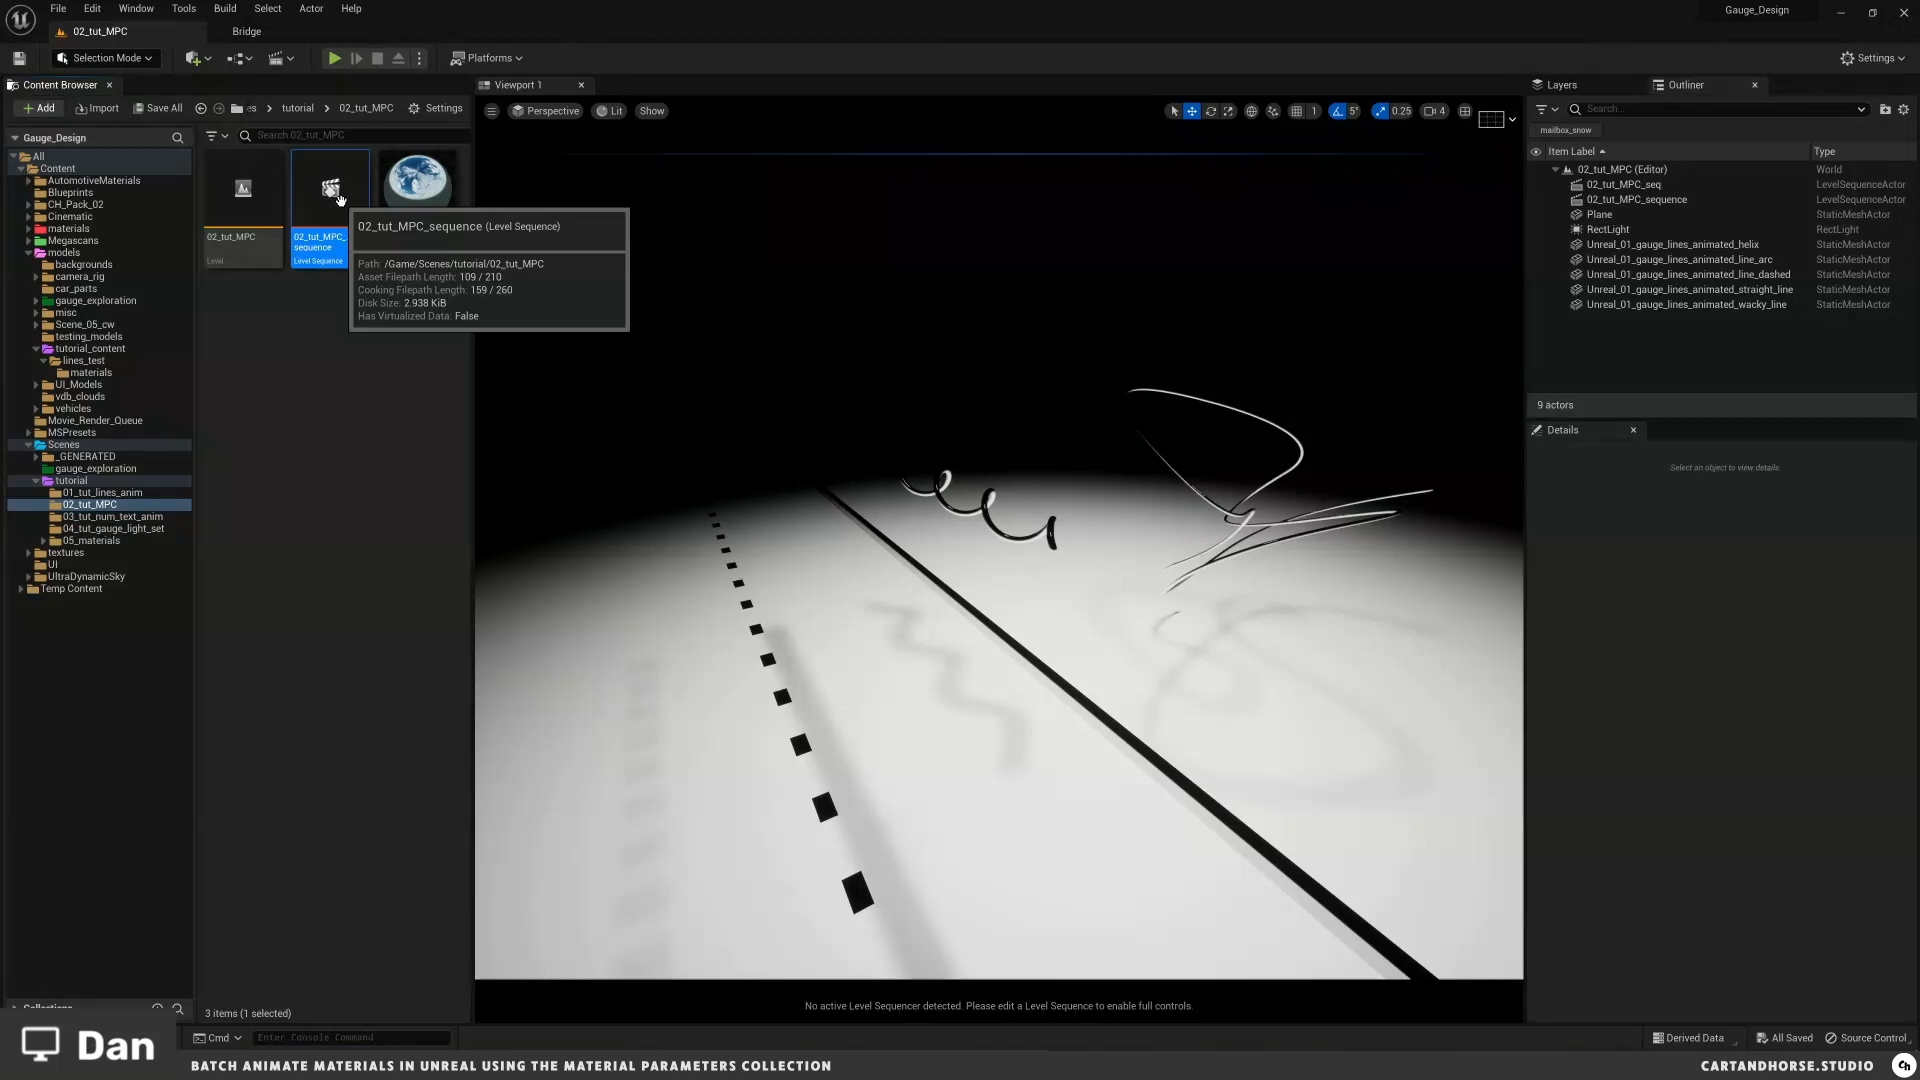 File Edit Window Tools Build Select Actor Help
Gauge_Design
02_tut_MPC
Bridge
Selection Mode
Platforms
Settings
Content Browser
Viewport 1
Layers
Outliner
Add
Import
Save All
es
tutorial
02_tut_MPC
Settings
Perspective
Lit
Show
1
5°
0.25
4
Search...
Gauge_Design
Search 02_tut_MPC
mailbox_snow
Item Label
Type
All
Content
AutomotiveMaterials
Blueprints
CH_Pack_02
Cinematic
materials
Megascans
models
backgrounds
camera_rig
car_parts
gauge_exploration
misc
Scene_05_cw
testing_models
tutorial_content
lines_test
materials
UI_Models
vdb_clouds
vehicles
Movie_Render_Queue
MSPresets
Scenes
_GENERATED
gauge_exploration
tutorial
01_tut_lines_anim
02_tut_MPC
03_tut_num_text_anim
04_tut_gauge_light_set
05_materials
textures
UI
UltraDynamicSky
Temp Content
02_tut_MPC
Level
02_tut_MPC_
sequence
Level Sequence
02_tut_MPC_sequence (Level Sequence)
Path: /Game/Scenes/tutorial/02_tut_MPC
Asset Filepath Length: 109 / 210
Cooking Filepath Length: 159 / 260
Disk Size: 2.938 KiB
Has Virtualized Data: False
02_tut_MPC (Editor) World
02_tut_MPC_seq LevelSequenceActor
02_tut_MPC_sequence LevelSequenceActor
Plane StaticMeshActor
RectLight RectLight
Unreal_01_gauge_lines_animated_helix StaticMeshActor
Unreal_01_gauge_lines_animated_line_arc StaticMeshActor
Unreal_01_gauge_lines_animated_line_dashed StaticMeshActor
Unreal_01_gauge_lines_animated_straight_line StaticMeshActor
Unreal_01_gauge_lines_animated_wacky_line StaticMeshActor
9 actors
Details
Select an object to view details.
No active Level Sequencer detected. Please edit a Level Sequence to enable full controls.
Collections
3 items (1 selected)
Cmd
Enter Console Command
Derived Data
All Saved
Source Control
Dan
BATCH ANIMATE MATERIALS IN UNREAL USING THE MATERIAL PARAMETERS COLLECTION
CARTANDHORSE.STUDIO